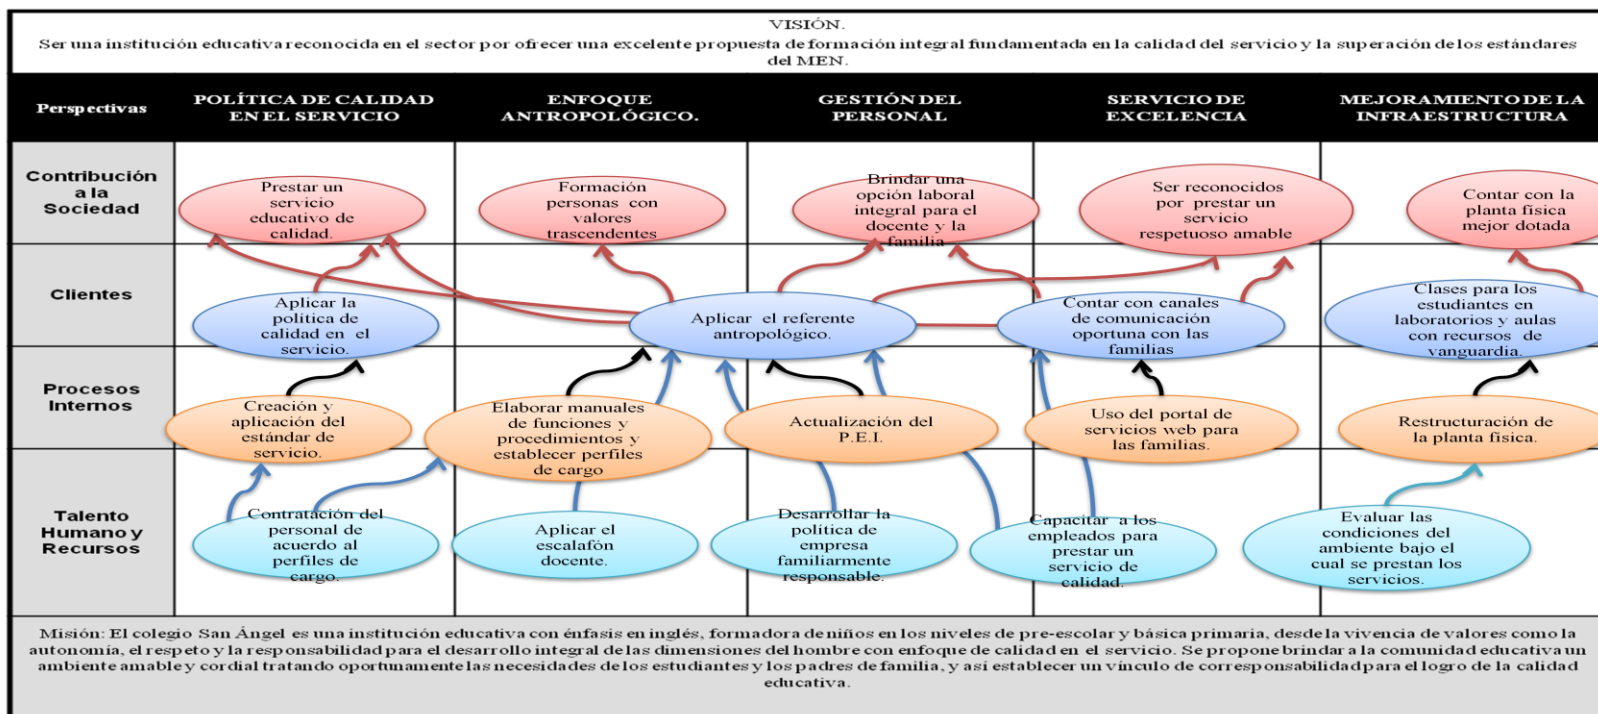 VISIÓN.
Ser una institución educativa reconocida en el sector por ofrecer una excelente propuesta de formación integral fundamentada en la calidad del servicio y la superación de los estándares
del MEN.
Perspectivas
POLÍTICA DE CALIDAD
EN EL SERVICIO
ENFOQUE
ANTROPOLÓGICO.
GESTIÓN DEL
PERSONAL
SERVICIO DE
EXCELENCIA
MEJORAMIENTO DE LA
INFRAESTRUCTURA
Contribución
a la
Sociedad
Prestar un
servicio
educativo de
calidad.
Formación
personas con
valores
trascendentes
Brindar una
opción laboral
integral para el
docente y la
familia
Ser reconocidos
por prestar un
servicio
respetuoso amable
Contar con la
planta física
mejor dotada
Clientes
Aplicar la
política de
calidad en el
servicio.
Aplicar el referente
antropológico.
Contar con canales
de comunicación
oportuna con las
familias
Clases para los
estudiantes en
laboratorios y aulas
con recursos de
vanguardia.
Procesos
Internos
Creación y
aplicación del
estándar de
servicio.
Elaborar manuales
de funciones y
procedimientos y
establecer perfiles
de cargo
Actualización del
P.E.I.
Uso del portal de
servicios web para
las familias.
Restructuración de
la planta física.
Talento
Humano y
Recursos
Contratación del
personal de
acuerdo al
perfiles de
cargo.
Aplicar el
escalafón
docente.
Desarrollar la
política de
empresa
familiarmente
responsable.
Capacitar a los
empleados para
prestar un
servicio de
calidad.
Evaluar las
condiciones del
ambiente bajo el
cual se prestan los
servicios.
Misión: El colegio San Ángel es una institución educativa con énfasis en inglés, formadora de niños en los niveles de pre-escolar y básica primaria, desde la vivencia de valores como la
autonomía, el respeto y la responsabilidad para el desarrollo integral de las dimensiones del hombre con enfoque de calidad en el servicio. Se propone brindar a la comunidad educativa un
ambiente amable y cordial tratando oportunamente las necesidades de los estudiantes y los padres de familia, y así establecer un vínculo de corresponsabilidad para el logro de la calidad
educativa.